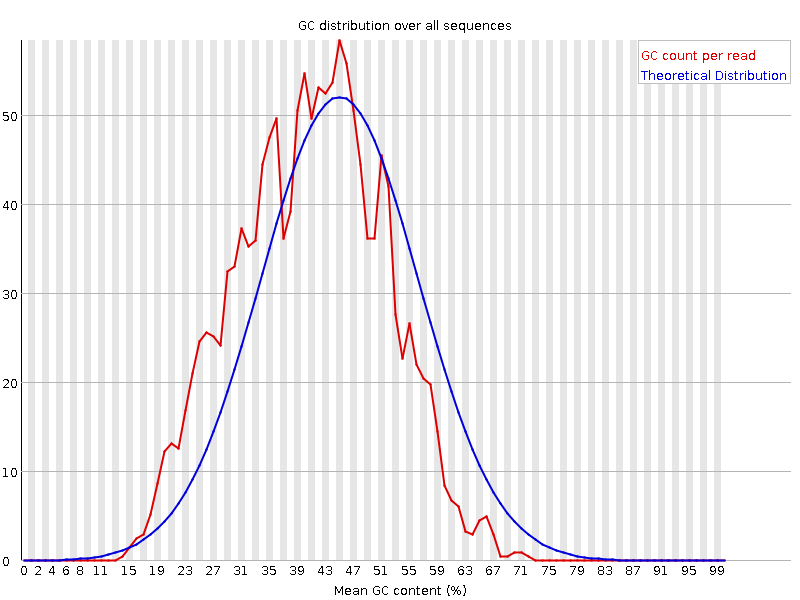 GC distribution over all sequences
GC count per read
Theoretical Distribution
50
40
30
20
10
0
0 2 4 6 8 11 15 19 23 27 31 35 39 43 47 51 55 59 63 67 71 75 79 83 87 91 95 99
Mean GC content (%)